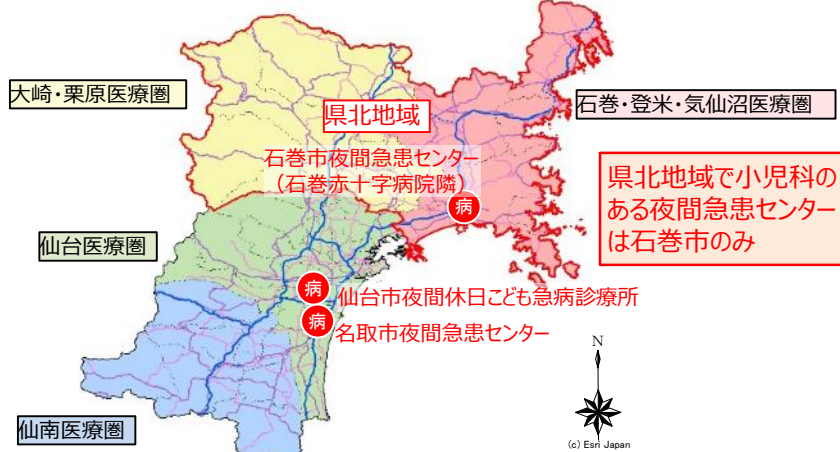 大崎・栗原医療圏
県北地域
石巻・登米・気仙沼医療圏
石巻市夜間急患センター
（石巻赤十字病院隣）
病
県北地域で小児科の
ある夜間急患センター
は石巻市のみ
仙台医療圏
病
仙台市夜間休日こども急病診療所
病
名取市夜間急患センター
N
仙南医療圏
(c) Esri Japan